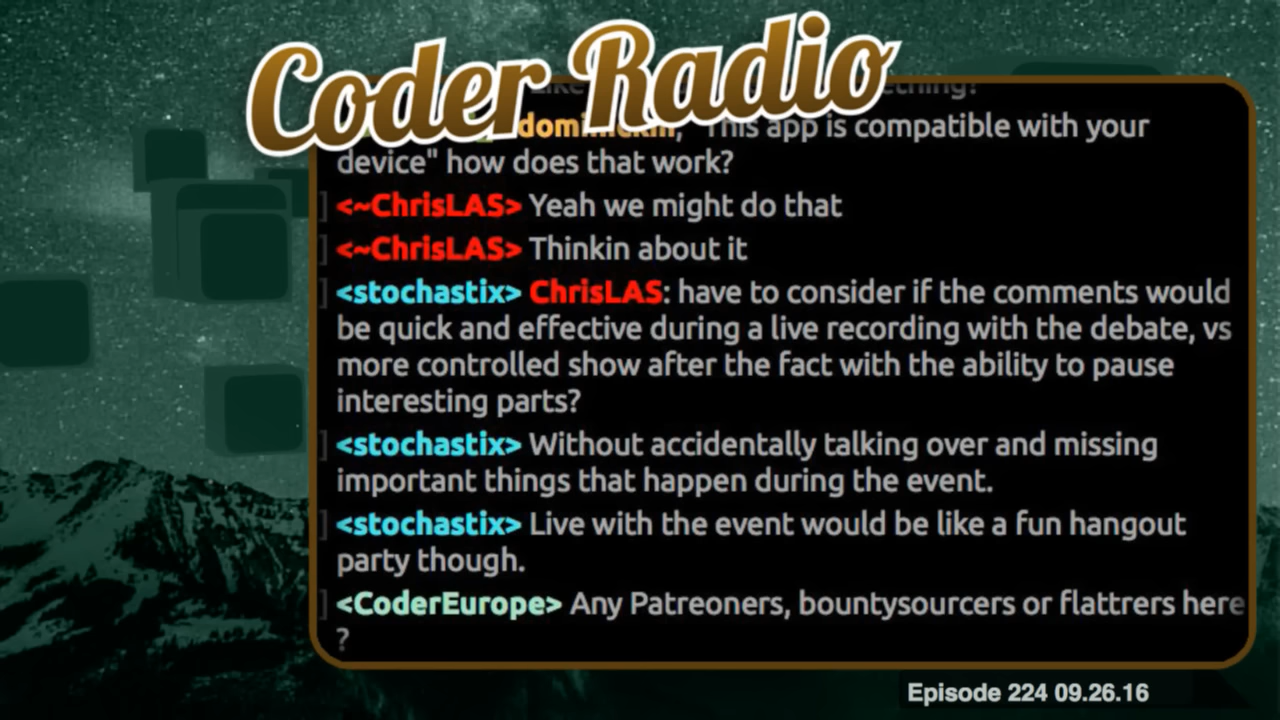 Coder Radio
"This app is compatible with your
device" how does that work?
<~ChrisLAS> Yeah we might do that
<~ChrisLAS> Thinkin about it
<stochastix> ChrisLAS: have to consider if the comments would
be quick and effective during a live recording with the debate, vs
more controlled show after the fact with the ability to pause
interesting parts?
<stochastix> Without accidentally talking over and missing
important things that happen during the event.
<stochastix> Live with the event would be like a fun hangout
party though.
<CoderEurope> Any Patreoners, bountysourcers or flattrers here
?
Episode 224 09.26.16